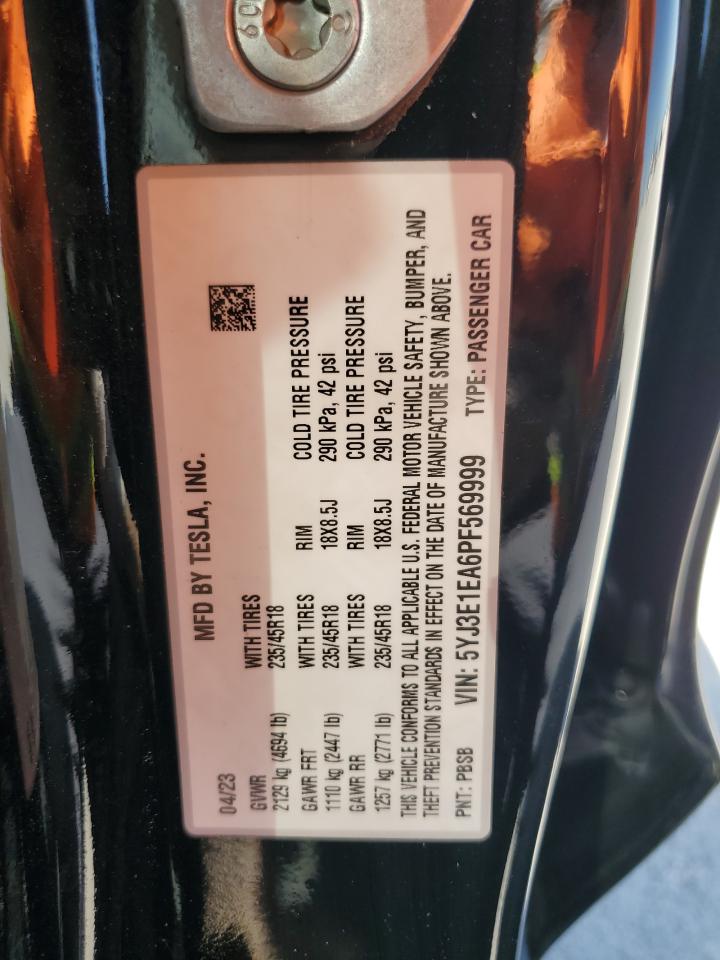 MFD BY TESLA, INC.
04/23
GVWR WITH TIRES
2129 kg (4694 lb) 235/45R18
GAWR FRT WITH TIRES RIM COLD TIRE PRESSURE
1110 kg (2447 lb) 235/45R18 18X8.5J 290 kPa, 42 psi
GAWR RR WITH TIRES RIM COLD TIRE PRESSURE
1257 kg (2771 lb) 235/45R18 18X8.5J 290 kPa, 42 psi
THIS VEHICLE CONFORMS TO ALL APPLICABLE U.S. FEDERAL MOTOR VEHICLE SAFETY, BUMPER, AND
THEFT PREVENTION STANDARDS IN EFFECT ON THE DATE OF MANUFACTURE SHOWN ABOVE.
PNT: PBSB VIN: 5YJ3E1EA6PF569999 TYPE: PASSENGER CAR